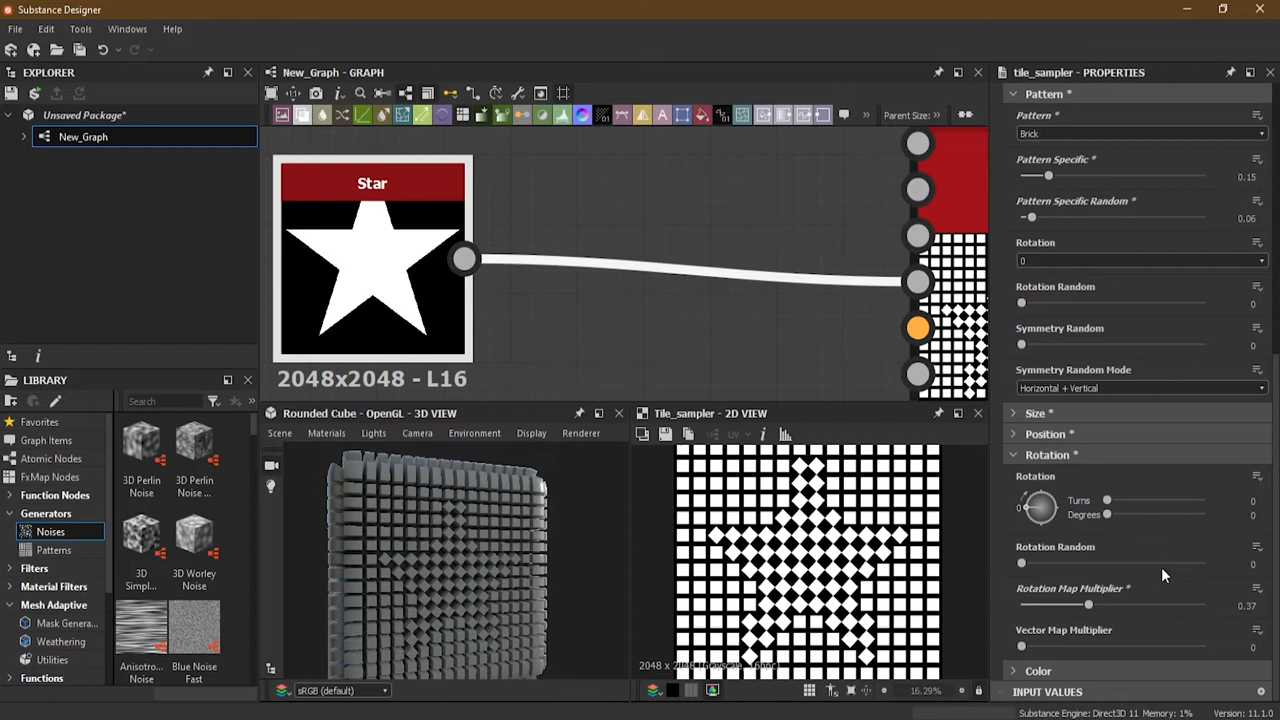 Substance Designer
File Edit Tools Windows Help
EXPLORER
Unsaved Package*
New_Graph
LIBRARY
Search
Favorites
Graph Items
Atomic Nodes
FxMap Nodes
Function Nodes
Generators
Noises
Patterns
Filters
Material Filters
Mesh Adaptive
Mask Genera...
Weathering
Utilities
Functions
3D Perlin Noise
3D Perlin Noise ...
3D Simpl... Noise
3D Worley Noise
Anisotro... Noise
Blue Noise Fast
New_Graph - GRAPH
Parent Size: >>
Star
2048x2048 - L16
Rounded Cube - OpenGL - 3D VIEW
Scene Materials Lights Camera Environment Display Renderer
sRGB (default)
Tile_sampler - 2D VIEW
UV
16.29%
tile_sampler - PROPERTIES
Pattern *
Pattern *
Brick
Pattern Specific *
0.15
Pattern Specific Random *
0.06
Rotation
0
Rotation Random
0
Symmetry Random
0
Symmetry Random Mode
Horizontal + Vertical
Size *
Position *
Rotation *
Rotation
0
Turns 0
Degrees 0
Rotation Random
0
Rotation Map Multiplier *
0.37
Vector Map Multiplier
0
Color
INPUT VALUES
Substance Engine: Direct3D 11 Memory: 1% Version: 11.1.0